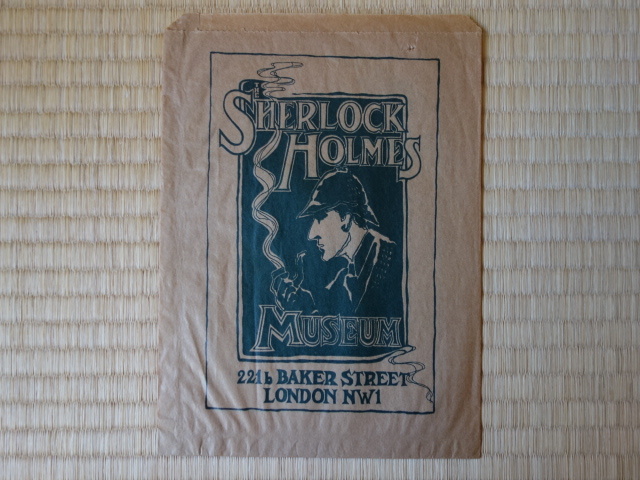 The
SHERLOCK
HOLMES
MUSEUM
221b BAKER STREET
LONDON NW1